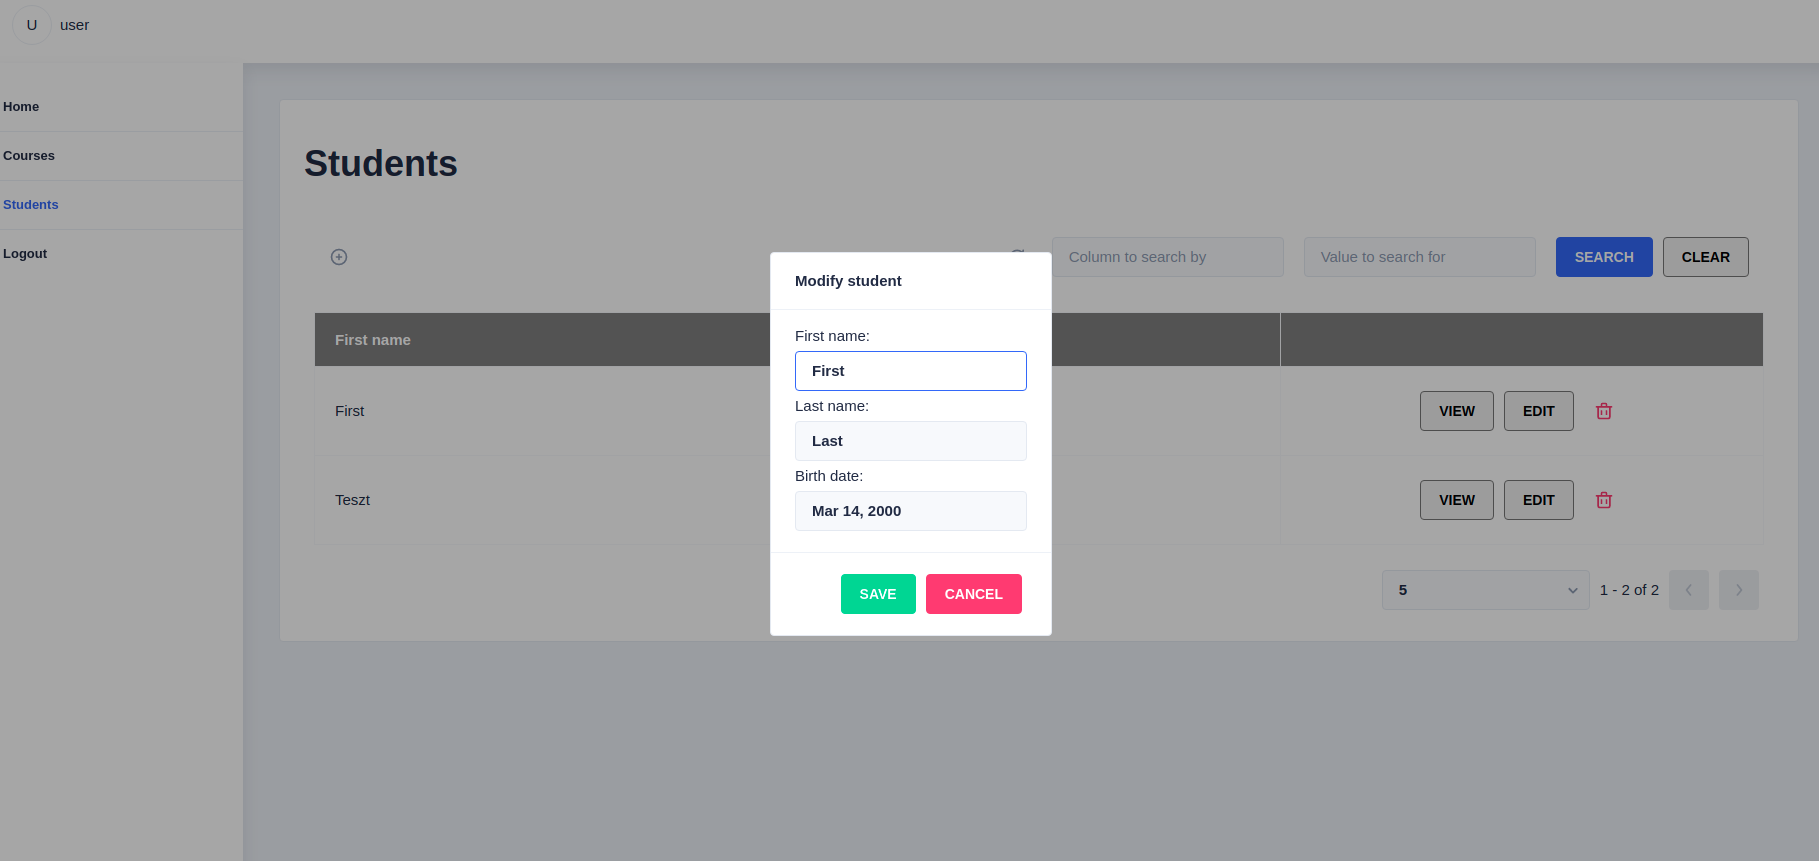 U user
Home
Courses
Students
Logout
Students
Column to search by
Value to search for
SEARCH
CLEAR
First name
First
VIEW
EDIT
Teszt
VIEW
EDIT
5
1 - 2 of 2
Modify student
First name:
First
Last name:
Last
Birth date:
Mar 14, 2000
SAVE
CANCEL